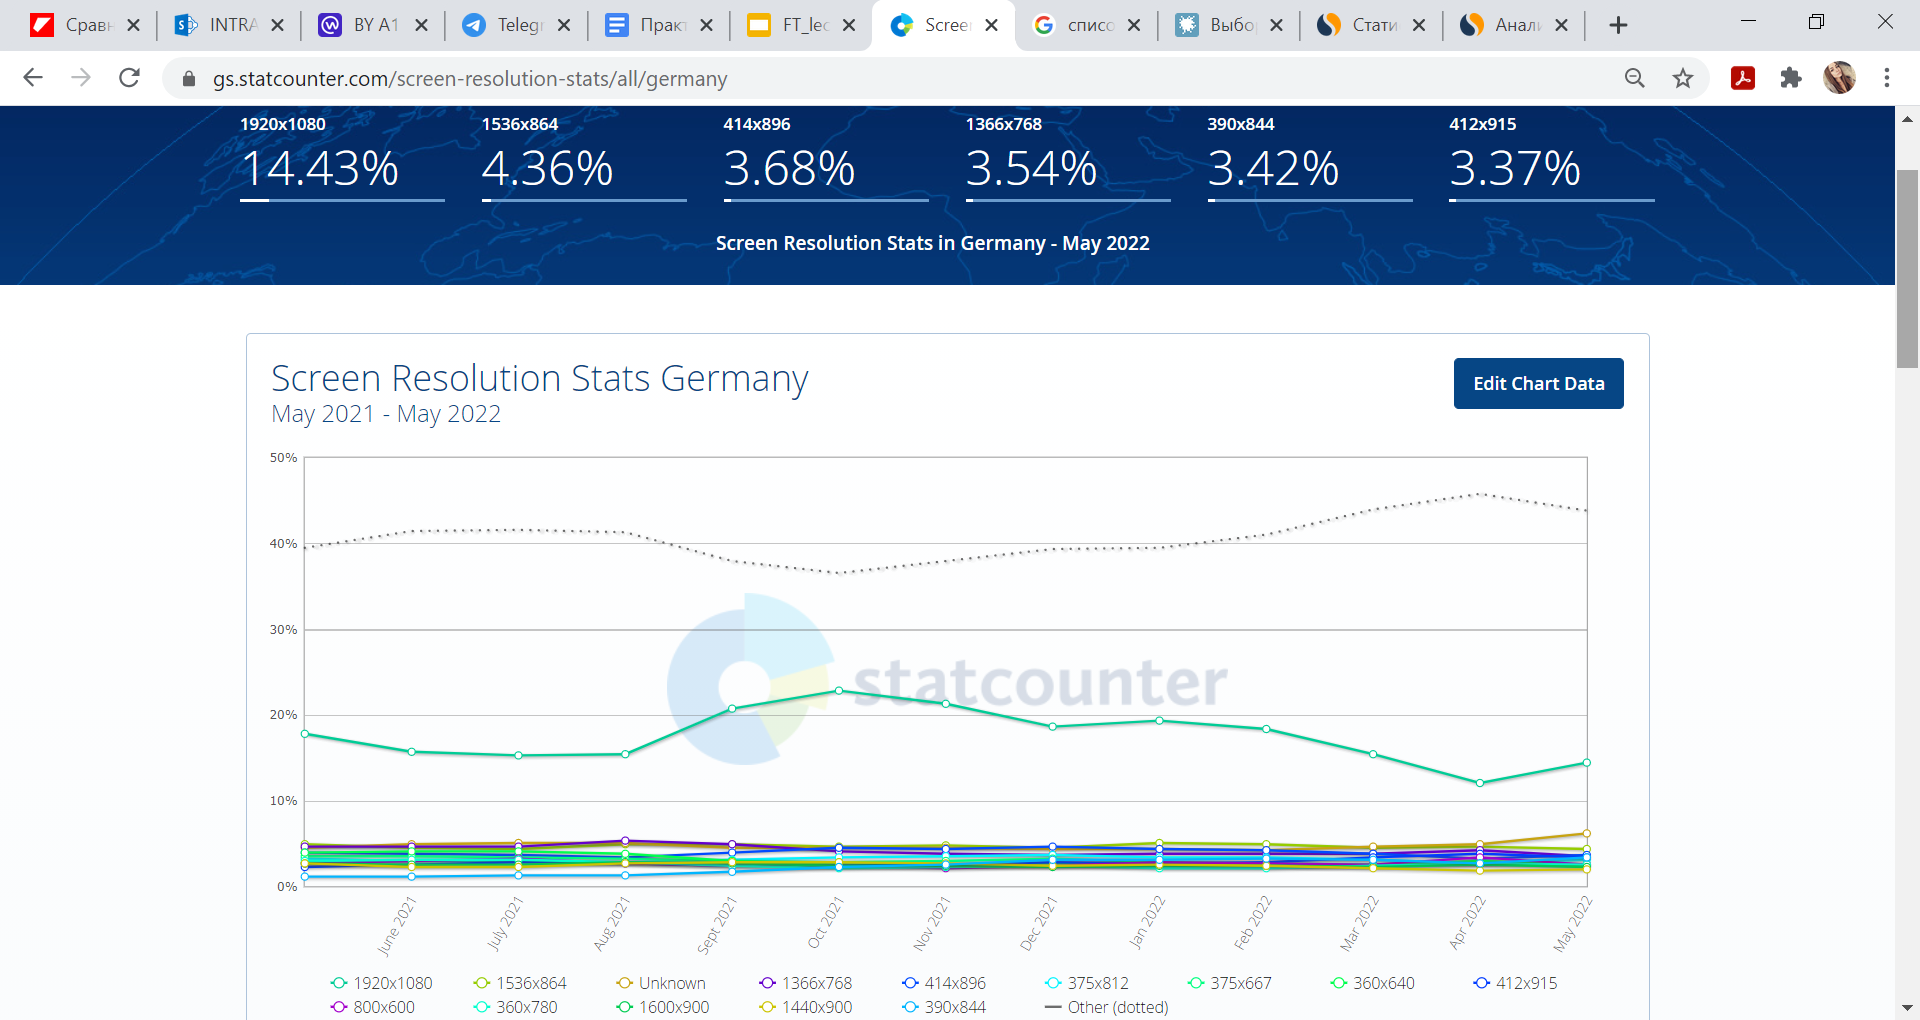 Сравн INTRA BY A1 Telegr Практ FT_lec Screen списо Выбор Стати Анали
gs.statcounter.com/screen-resolution-stats/all/germany
1920x1080 1536x864 414x896 1366x768 390x844 412x915
14.43% 4.36% 3.68% 3.54% 3.42% 3.37%
Screen Resolution Stats in Germany - May 2022
Screen Resolution Stats Germany
Edit Chart Data
May 2021 - May 2022
50%
40%
30%
statcounter
20%
10%
0%
June 2021 July 2021 Aug 2021 Sept 2021 Oct 2021 Nov 2021 Dec 2021 Jan 2022 Feb 2022 Mar 2022 Apr 2022 May 2022
1920x1080 1536x864 Unknown 1366x768 414x896 375x812 375x667 360x640 412x915
800x600 360x780 1600x900 1440x900 390x844 Other (dotted)